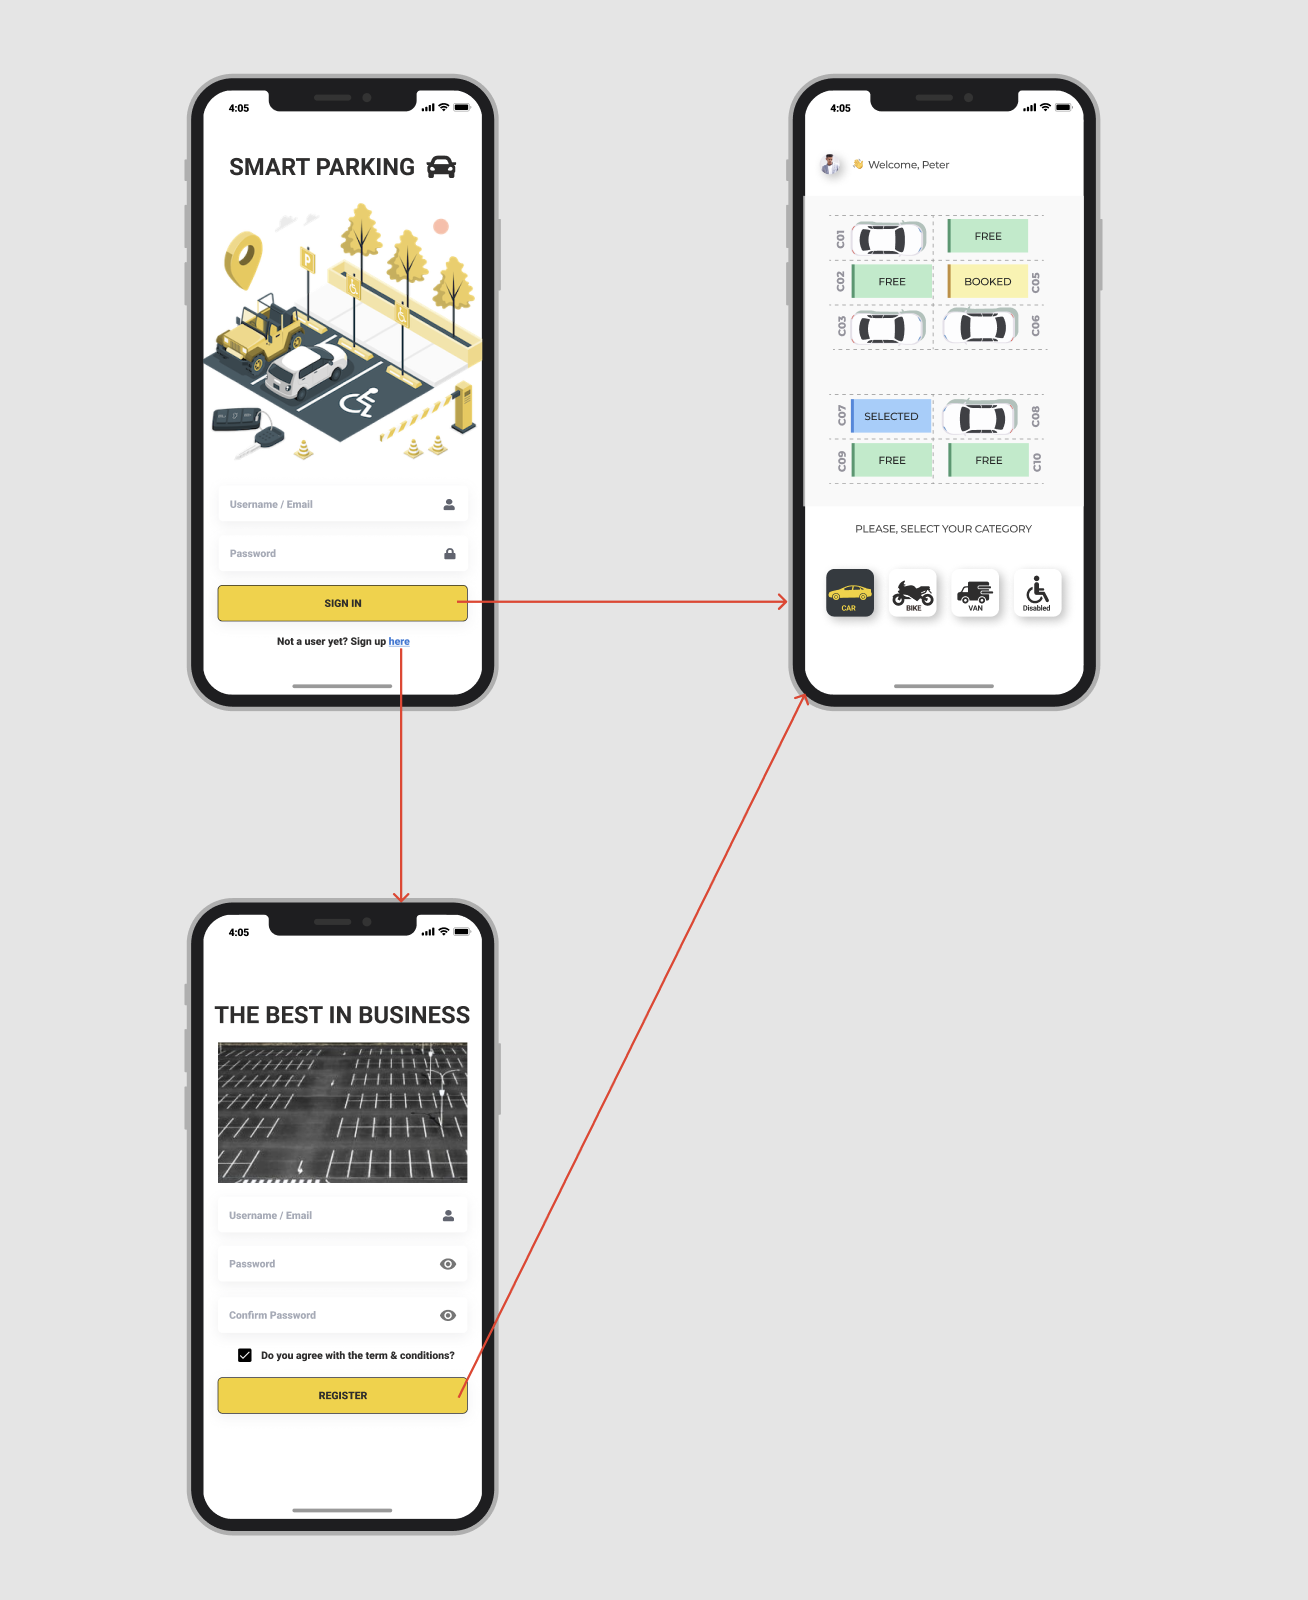 4:05
SMART PARKING
P
Username / Email
Password
SIGN IN
Not a user yet? Sign up here
4:05
👋 Welcome, Peter
C01
FREE
C02
FREE
BOOKED
C05
C03
C06
C07
SELECTED
C08
C09
FREE
FREE
C10
PLEASE, SELECT YOUR CATEGORY
CAR
BIKE
VAN
Disabled
4:05
THE BEST IN BUSINESS
Username / Email
Password
Confirm Password
Do you agree with the term & conditions?
REGISTER